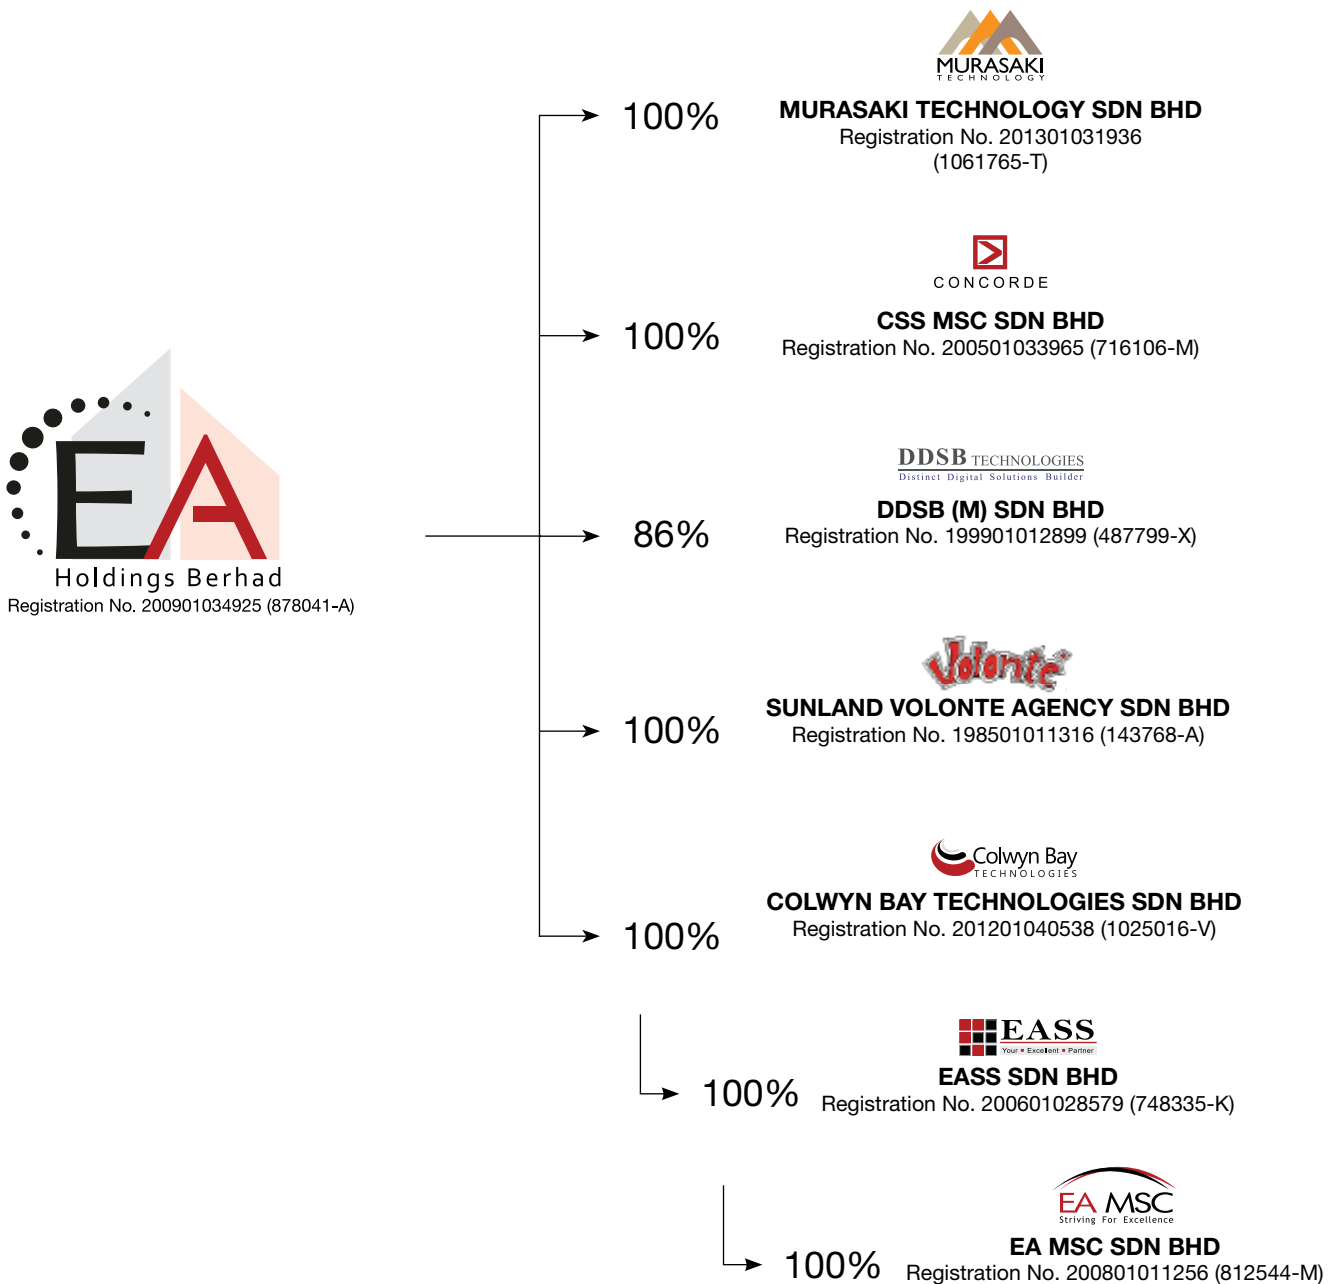 MURASAKI
TECHNOLOGY
100%
MURASAKI TECHNOLOGY SDN BHD
Registration No. 201301031936
(1061765-T)
CONCORDE
100%
CSS MSC SDN BHD
Registration No. 200501033965 (716106-M)
EA
Holdings Berhad
Registration No. 200901034925 (878041-A)
DDSB TECHNOLOGIES
Distinct Digital Solutions Builder
86%
DDSB (M) SDN BHD
Registration No. 199901012899 (487799-X)
Volonte
100%
SUNLAND VOLONTE AGENCY SDN BHD
Registration No. 198501011316 (143768-A)
Colwyn Bay
TECHNOLOGIES
100%
COLWYN BAY TECHNOLOGIES SDN BHD
Registration No. 201201040538 (1025016-V)
EASS
Your Excellent Partner
100%
EASS SDN BHD
Registration No. 200601028579 (748335-K)
EA MSC
Striving For Excellence
100%
EA MSC SDN BHD
Registration No. 200801011256 (812544-M)